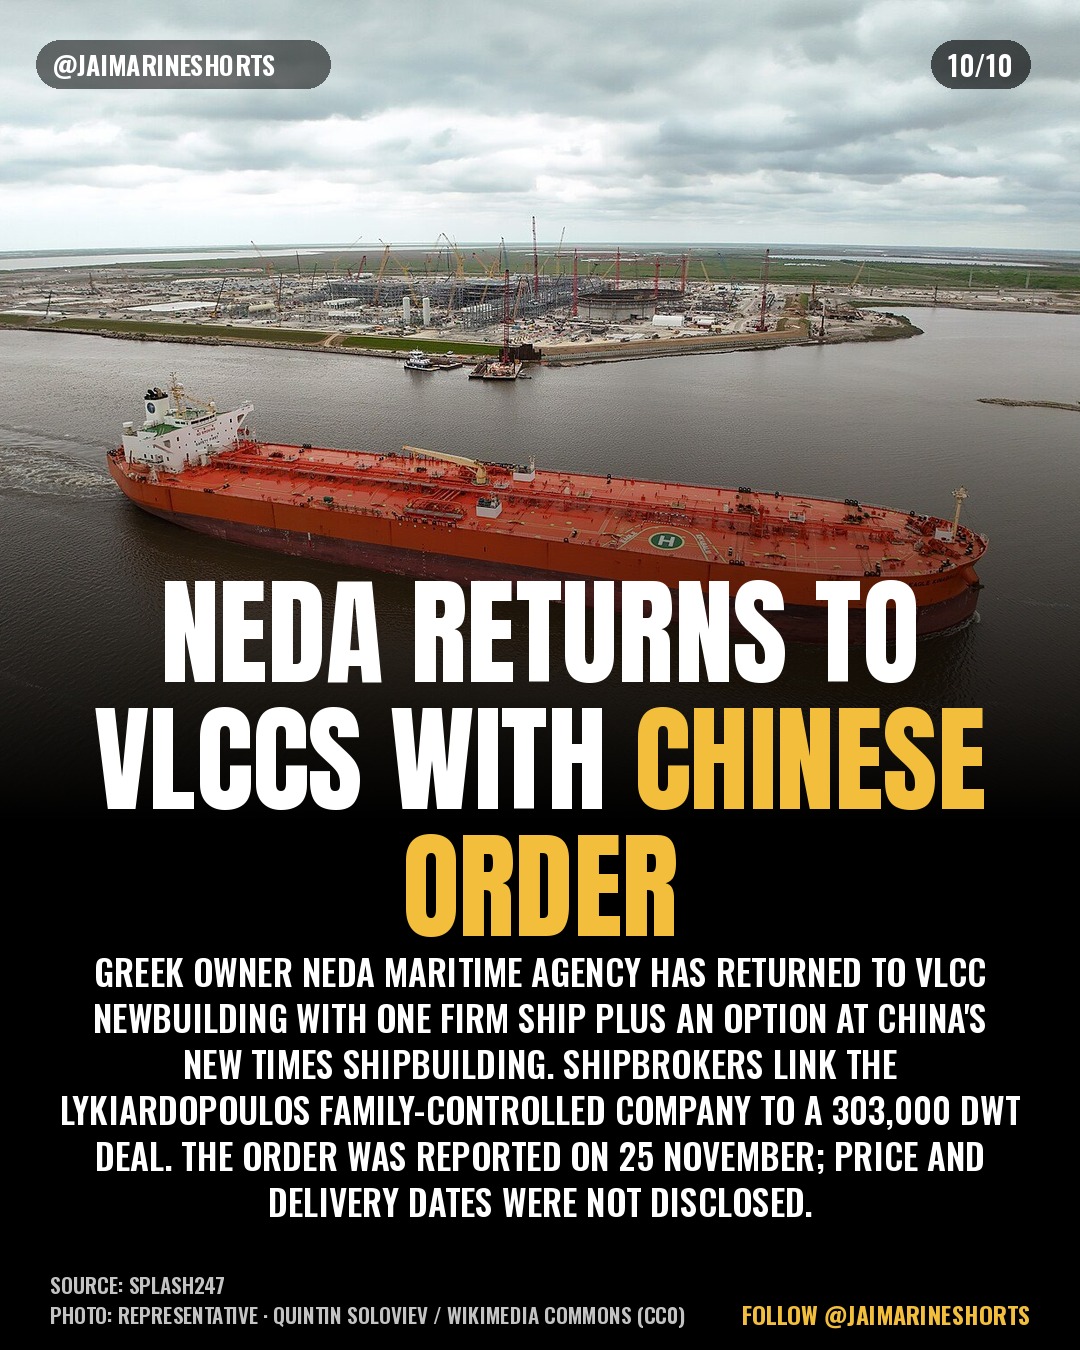 @JAIMARINESHORTS
10/10
NEDA RETURNS TO
VLCCS WITH CHINESE
ORDER
GREEK OWNER NEDA MARITIME AGENCY HAS RETURNED TO VLCC
NEWBUILDING WITH ONE FIRM SHIP PLUS AN OPTION AT CHINA'S
NEW TIMES SHIPBUILDING. SHIPBROKERS LINK THE
LYKIARDOPOULOS FAMILY-CONTROLLED COMPANY TO A 303,000 DWT
DEAL. THE ORDER WAS REPORTED ON 25 NOVEMBER; PRICE AND
DELIVERY DATES WERE NOT DISCLOSED.
SOURCE: SPLASH247
PHOTO: REPRESENTATIVE · QUINTIN SOLOVIEV / WIKIMEDIA COMMONS (CC0)
FOLLOW @JAIMARINESHORTS